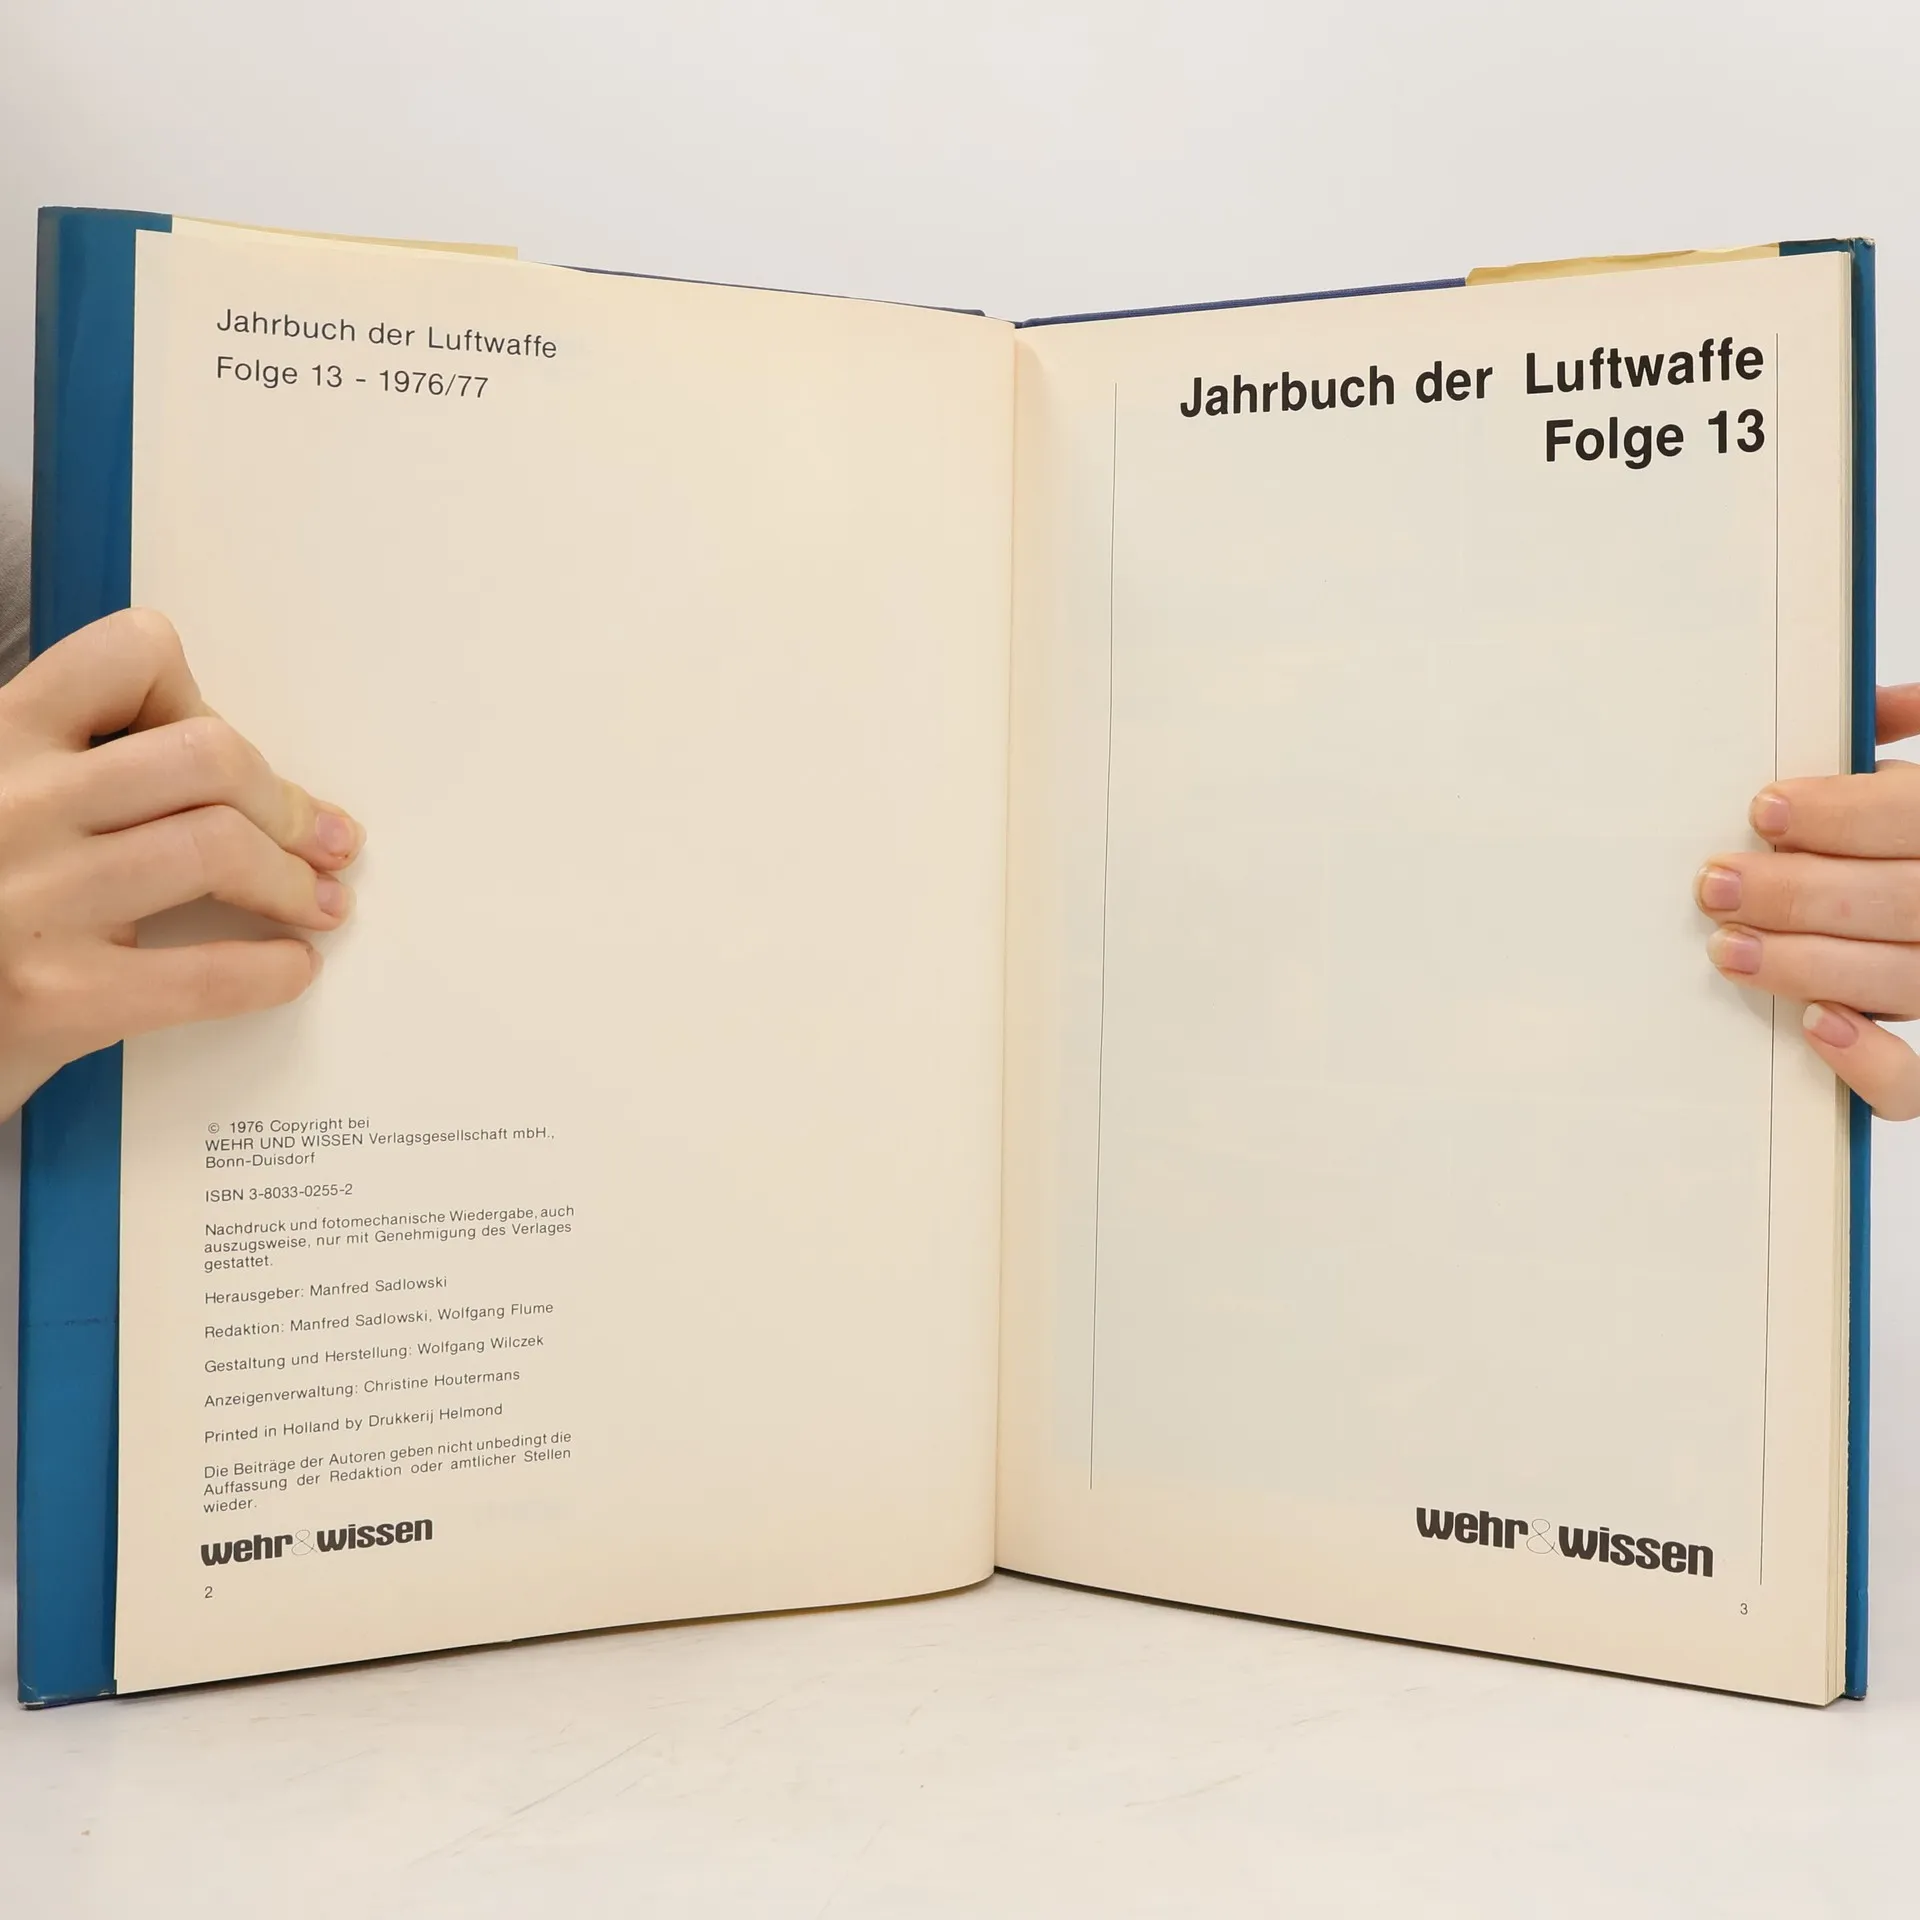 Jahrbuch der Luftwaffe
Folge 13 - 1976/77
© 1976 Copyright bei
WEHR UND WISSEN Verlagsgesellschaft mbH.,
Bonn-Duisdorf
ISBN 3-8033-0255-2
Nachdruck und fotomechanische Wiedergabe, auch
auszugsweise, nur mit Genehmigung des Verlages
gestattet.
Herausgeber: Manfred Sadlowski
Redaktion: Manfred Sadlowski, Wolfgang Flume
Gestaltung und Herstellung: Wolfgang Wilczek
Anzeigenverwaltung: Christine Houtermans
Printed in Holland by Drukkerij Helmond
Die Beiträge der Autoren geben nicht unbedingt die
Auffassung der Redaktion oder amtlicher Stellen
wieder.
wehr&wissen
2
Jahrbuch der Luftwaffe
Folge 13
wehr&wissen
3